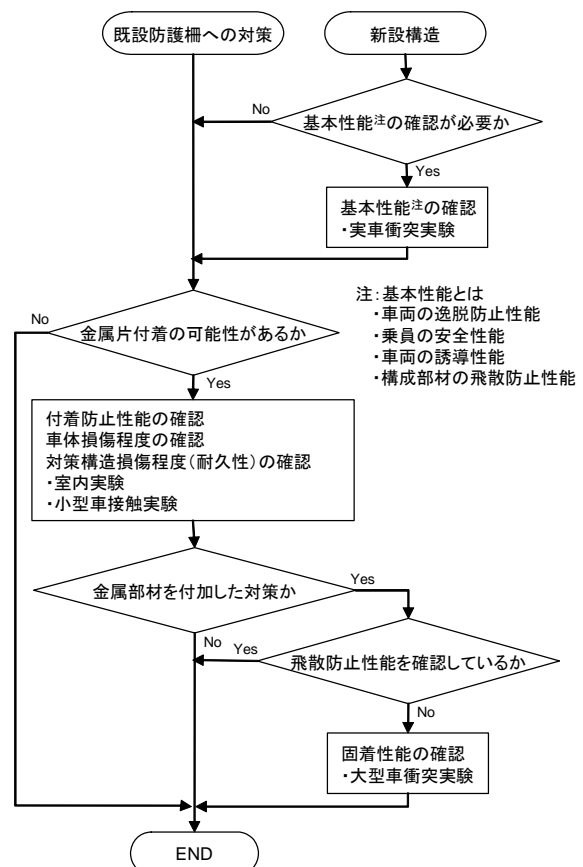 既設防護柵への対策
新設構造
No
基本性能注の確認が必要か
Yes
基本性能注の確認
・実車衝突実験
注：基本性能とは
・車両の逸脱防止性能
・乗員の安全性能
・車両の誘導性能
・構成部材の飛散防止性能
No
金属片付着の可能性があるか
Yes
付着防止性能の確認
車体損傷程度の確認
対策構造損傷程度（耐久性）の確認
・室内実験
・小型車接触実験
金属部材を付加した対策か
Yes
No
Yes
飛散防止性能を確認しているか
No
固着性能の確認
・大型車衝突実験
END